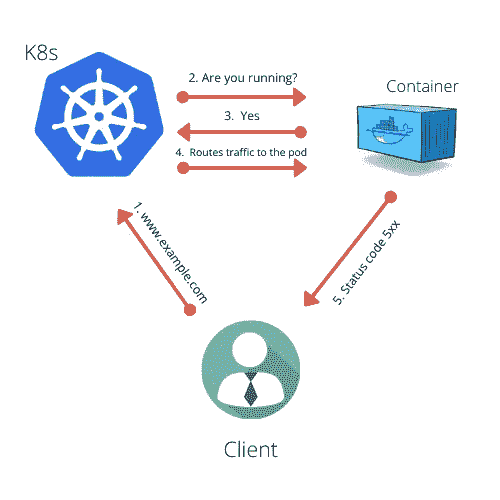 K8s
2. Are you running?
Container
3. Yes
4. Routes traffic to the pod
1. www.example.com
5. Status code 5xx
Client